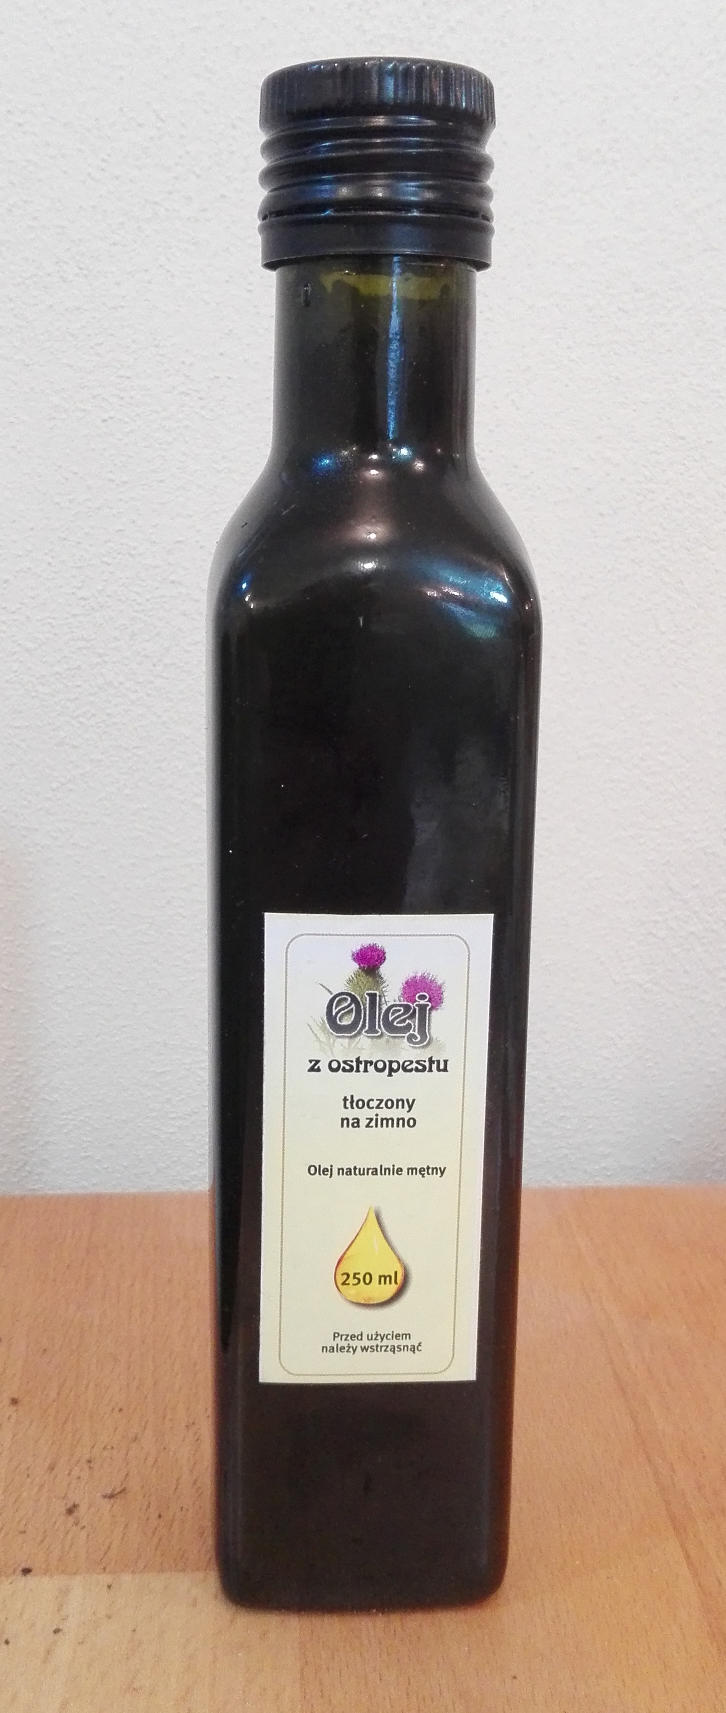 Olej
z ostropestu
tłoczony
na zimno
Olej naturalnie mętny
250 ml
Przed użyciem
należy wstrząsnąć